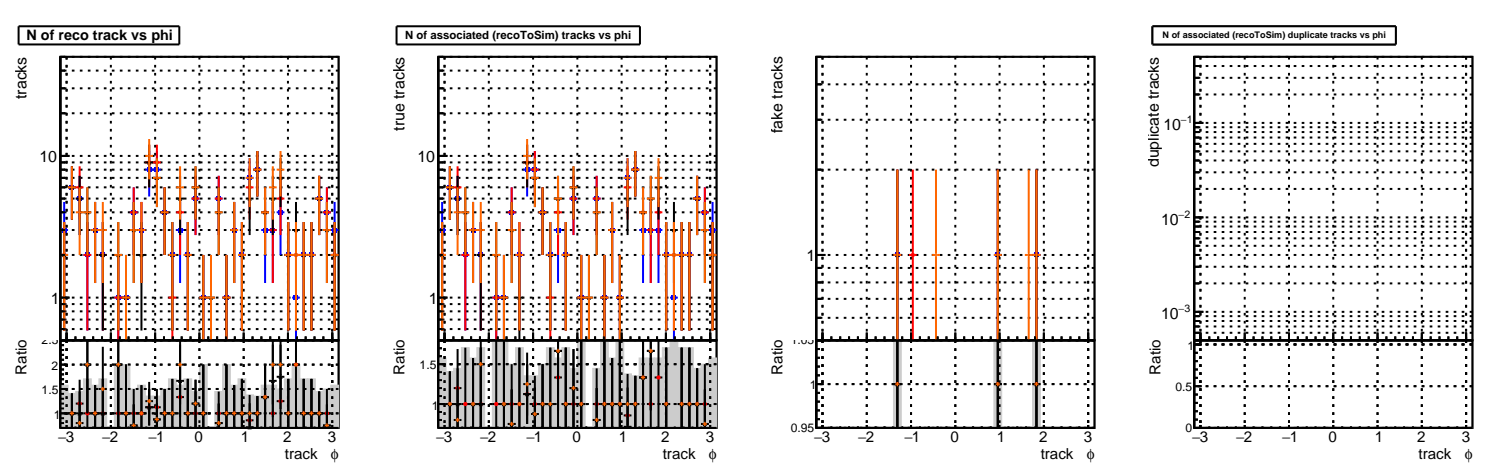 N of reco track vs phi
tracks
10
1
Ratio
2.5
2
1.5
1
−3 −2 −1 0 1 2 3
track ϕ
N of associated (recoToSim) tracks vs phi
true tracks
10
1
Ratio
1.5
1
−3 −2 −1 0 1 2 3
track ϕ
fake tracks
1
Ratio
1.05
1
0.95
−3 −2 −1 0 1 2 3
track ϕ
N of associated (recoToSim) duplicate tracks vs phi
duplicate tracks
10⁻¹
10⁻²
10⁻³
Ratio
1
0.5
0
−3 −2 −1 0 1 2 3
track ϕ